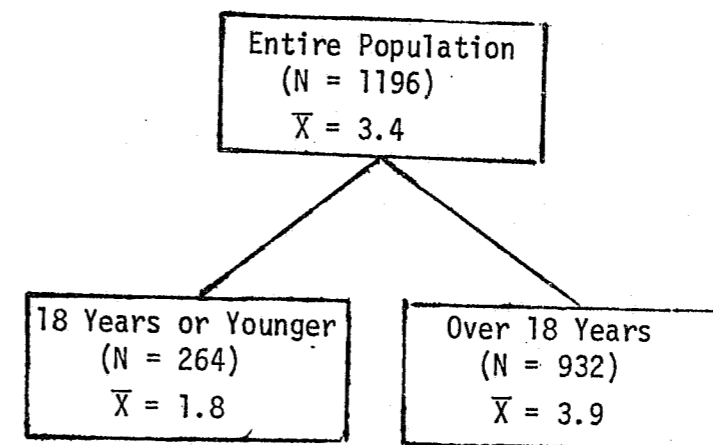 Entire Population
(N = 1196)
X̅ = 3.4
18 Years or Younger
(N = 264)
X̅ = 1.8
Over 18 Years
(N = 932)
X̅ = 3.9